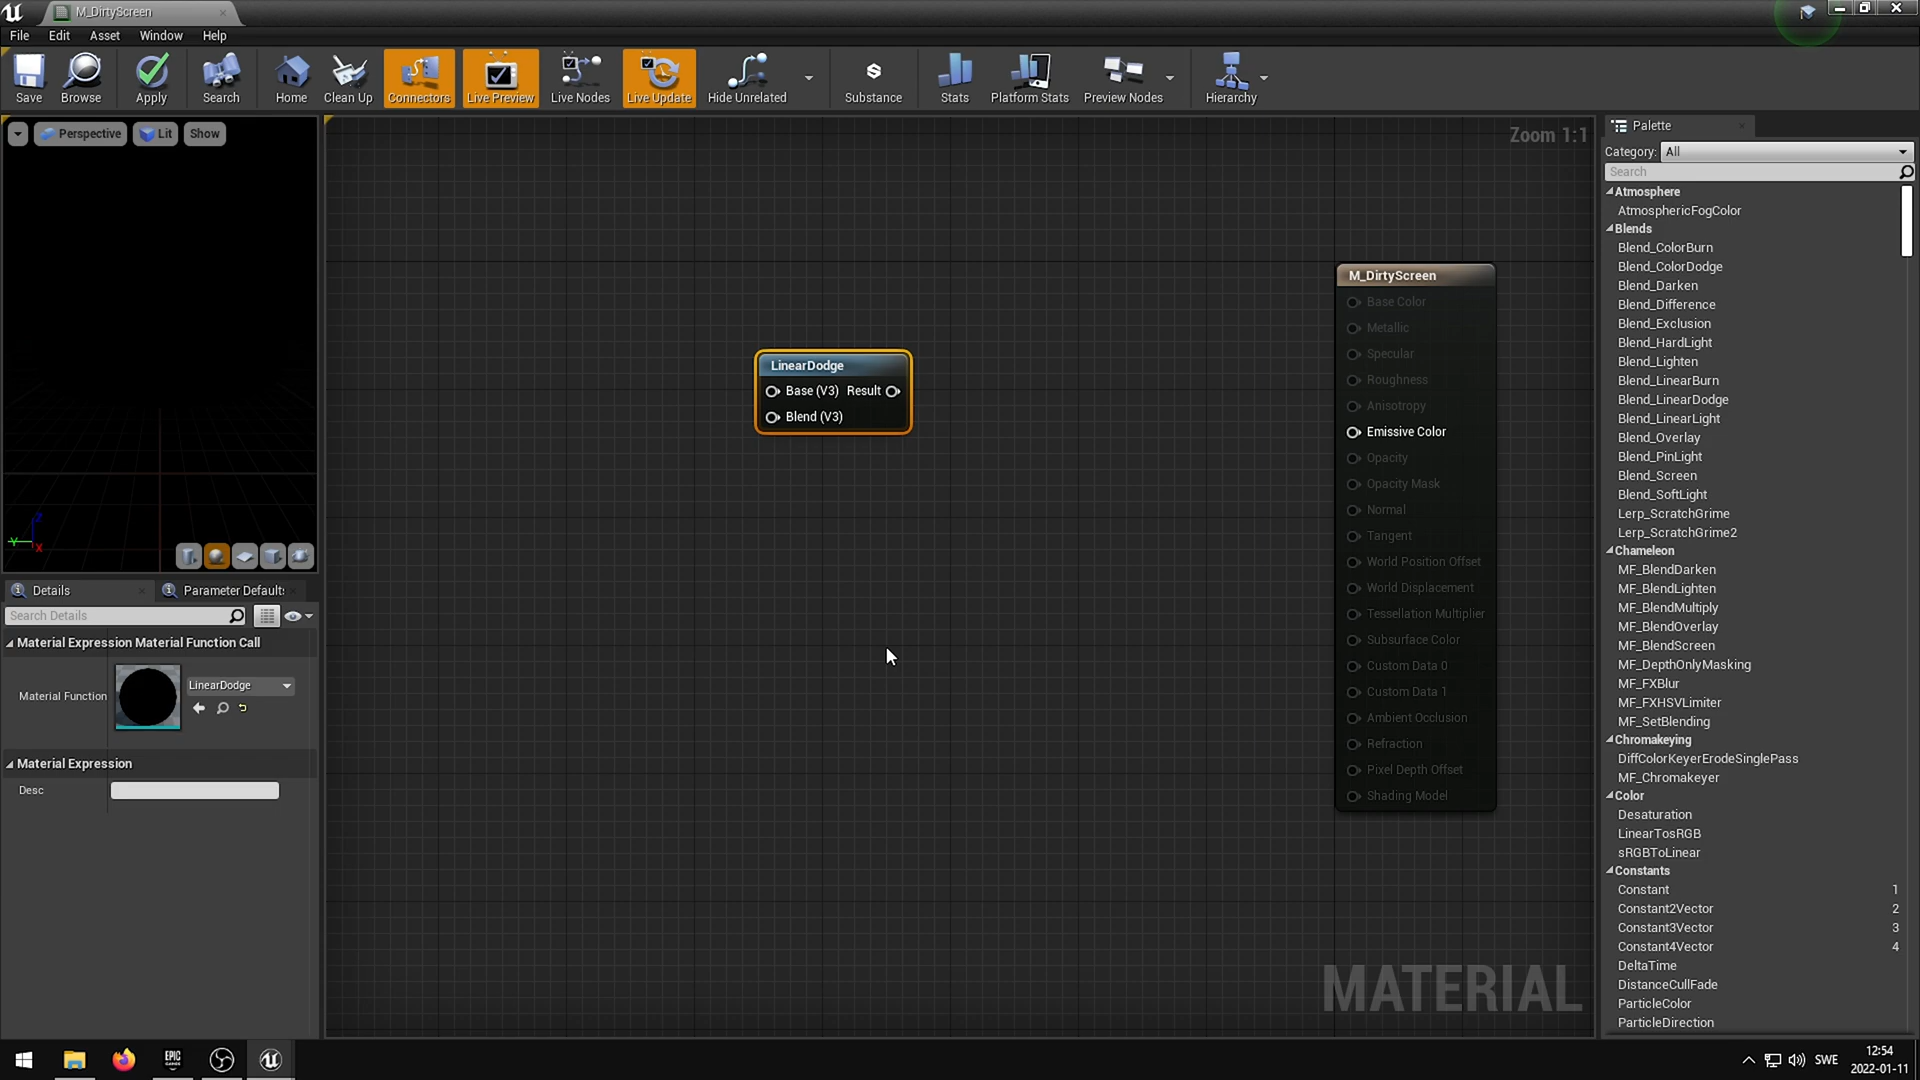 M_DirtyScreen
File Edit Asset Window Help
Save Browse Apply Search Home Clean Up Connectors Live Preview Live Nodes Live Update Hide Unrelated Substance Stats Platform Stats Preview Nodes Hierarchy
Perspective Lit Show
Zoom 1:1
LinearDodge
Base (V3) Result
Blend (V3)
M_DirtyScreen
Base Color
Metallic
Specular
Roughness
Anisotropy
Emissive Color
Opacity
Opacity Mask
Normal
Tangent
World Position Offset
World Displacement
Tessellation Multiplier
Subsurface Color
Custom Data 0
Custom Data 1
Ambient Occlusion
Refraction
Pixel Depth Offset
Shading Model
MATERIAL
Details Parameter Defaults
Search Details
Material Expression Material Function Call
Material Function LinearDodge
Material Expression
Desc
Palette
Category: All
Search
Atmosphere
AtmosphericFogColor
Blends
Blend_ColorBurn
Blend_ColorDodge
Blend_Darken
Blend_Difference
Blend_Exclusion
Blend_HardLight
Blend_Lighten
Blend_LinearBurn
Blend_LinearDodge
Blend_LinearLight
Blend_Overlay
Blend_PinLight
Blend_Screen
Blend_SoftLight
Lerp_ScratchGrime
Lerp_ScratchGrime2
Chameleon
MF_BlendDarken
MF_BlendLighten
MF_BlendMultiply
MF_BlendOverlay
MF_BlendScreen
MF_DepthOnlyMasking
MF_FXBlur
MF_FXHSVLimiter
MF_SetBlending
Chromakeying
DiffColorKeyerErodeSinglePass
MF_Chromakeyer
Color
Desaturation
LinearTosRGB
sRGBToLinear
Constants
Constant 1
Constant2Vector 2
Constant3Vector 3
Constant4Vector 4
DeltaTime
DistanceCullFade
ParticleColor
ParticleDirection
EPIC GAMES
SWE
12:54
2022-01-11